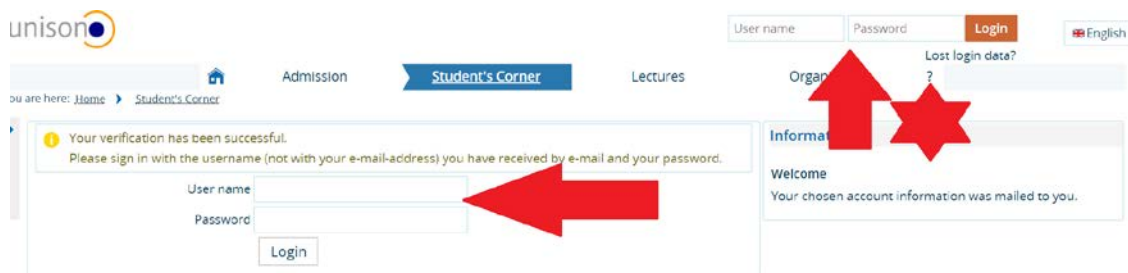 unison
User name Password Login English
Lost login data?
Admission Student's Corner Lectures Organ ?
ou are here: Home Student's Corner
Your verification has been successful.
Please sign in with the username (not with your e-mail-address) you have received by e-mail and your password.
User name
Password
Login
Informat
Welcome
Your chosen account information was mailed to you.